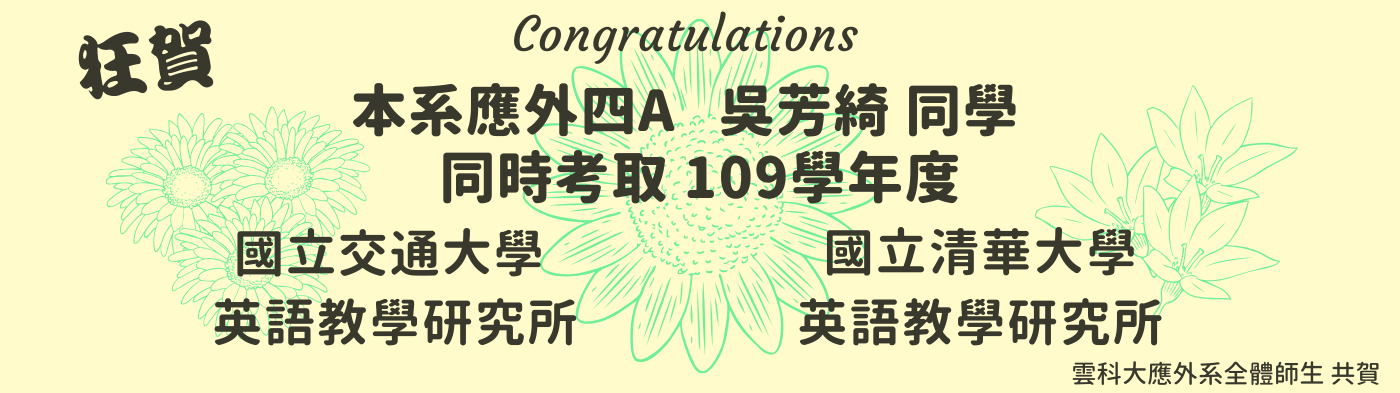 狂賀
Congratulations
本系應外四A 吳芳綺 同學
同時考取 109學年度
國立交通大學 國立清華大學
英語教學研究所 英語教學研究所
雲科大應外系全體師生 共賀